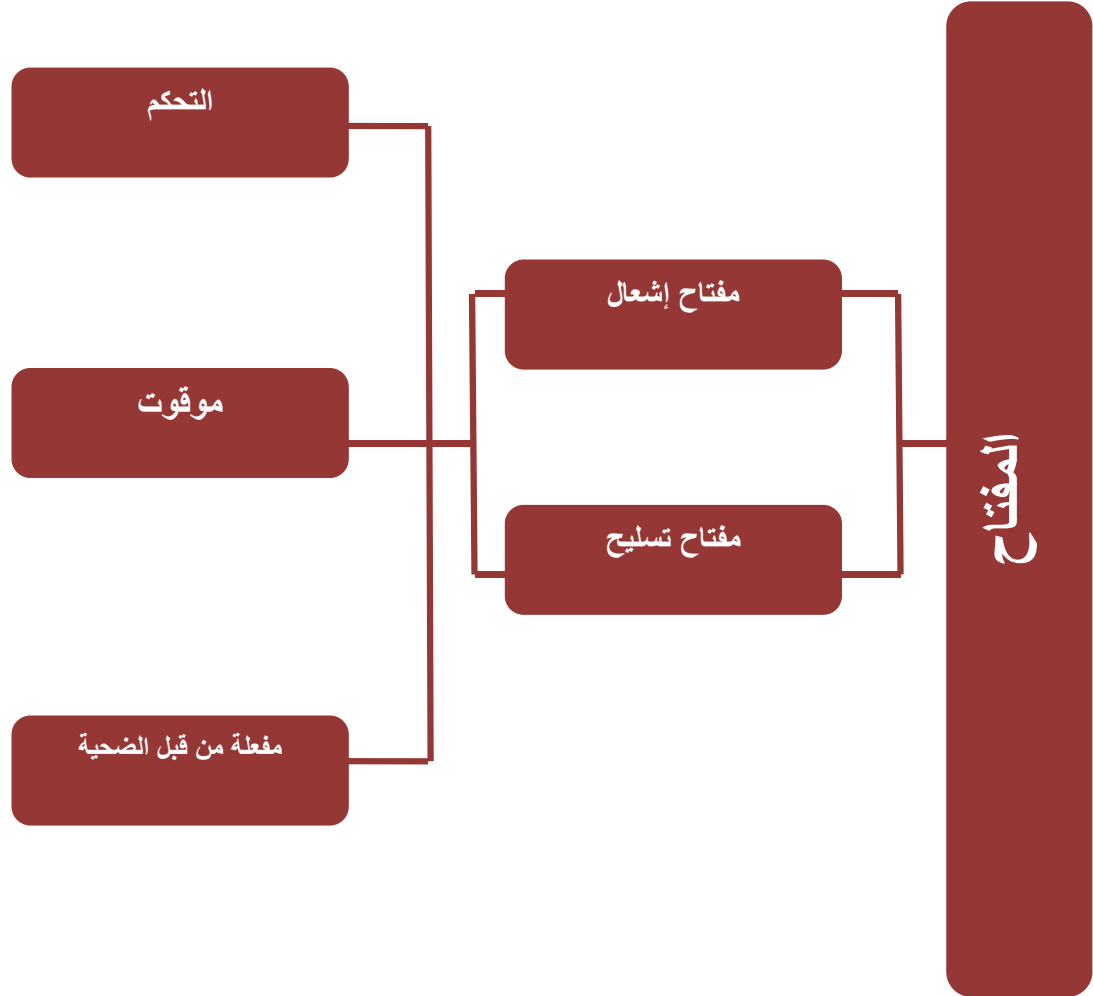 المفتاح
مفتاح إشعال
مفتاح تسليح
التحكم
موقوت
مفعلة من قبل الضحية